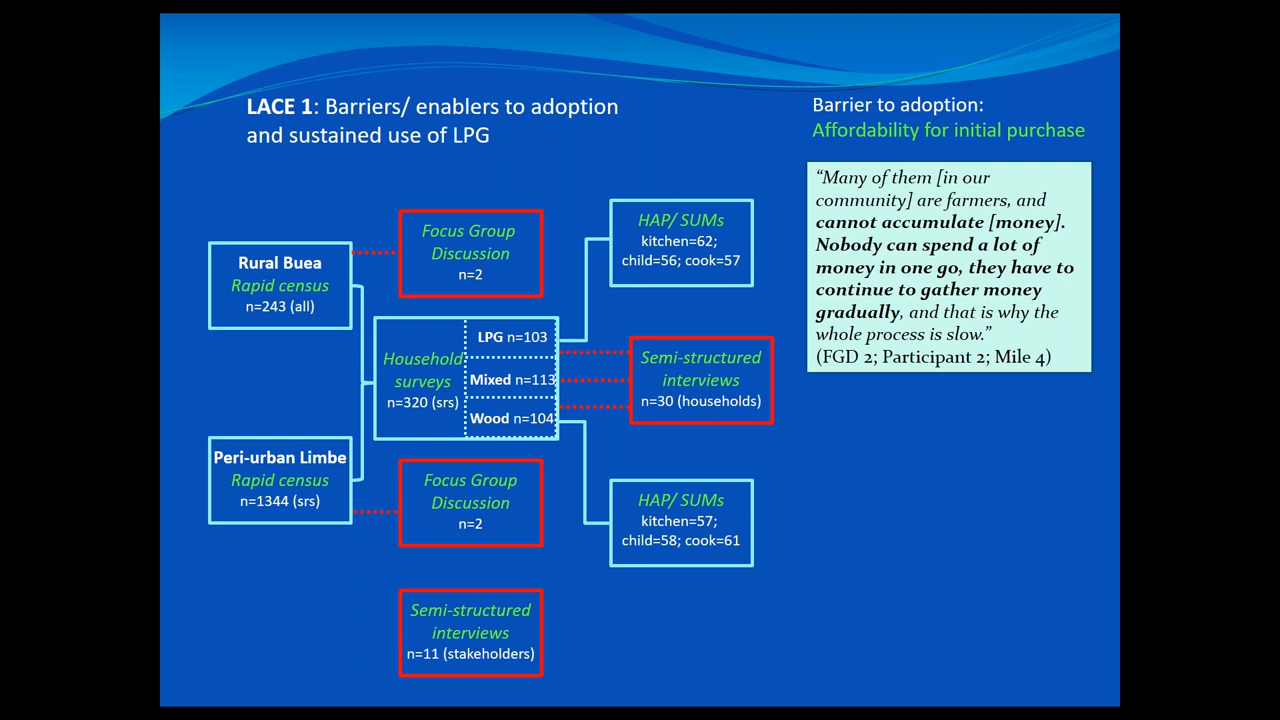 LACE 1: Barriers/ enablers to adoption
and sustained use of LPG
Barrier to adoption:
Affordability for initial purchase
“Many of them [in our
community] are farmers, and
cannot accumulate [money].
Nobody can spend a lot of
money in one go, they have to
continue to gather money
gradually, and that is why the
whole process is slow.”
(FGD 2; Participant 2; Mile 4)
Rural Buea
Rapid census
n=243 (all)
Peri-urban Limbe
Rapid census
n=1344 (srs)
Focus Group
Discussion
n=2
Household
surveys
n=320 (srs)
LPG n=103
Mixed n=113
Wood n=104
Focus Group
Discussion
n=2
Semi-structured
interviews
n=11 (stakeholders)
HAP/ SUMs
kitchen=62;
child=56; cook=57
Semi-structured
interviews
n=30 (households)
HAP/ SUMs
kitchen=57;
child=58; cook=61